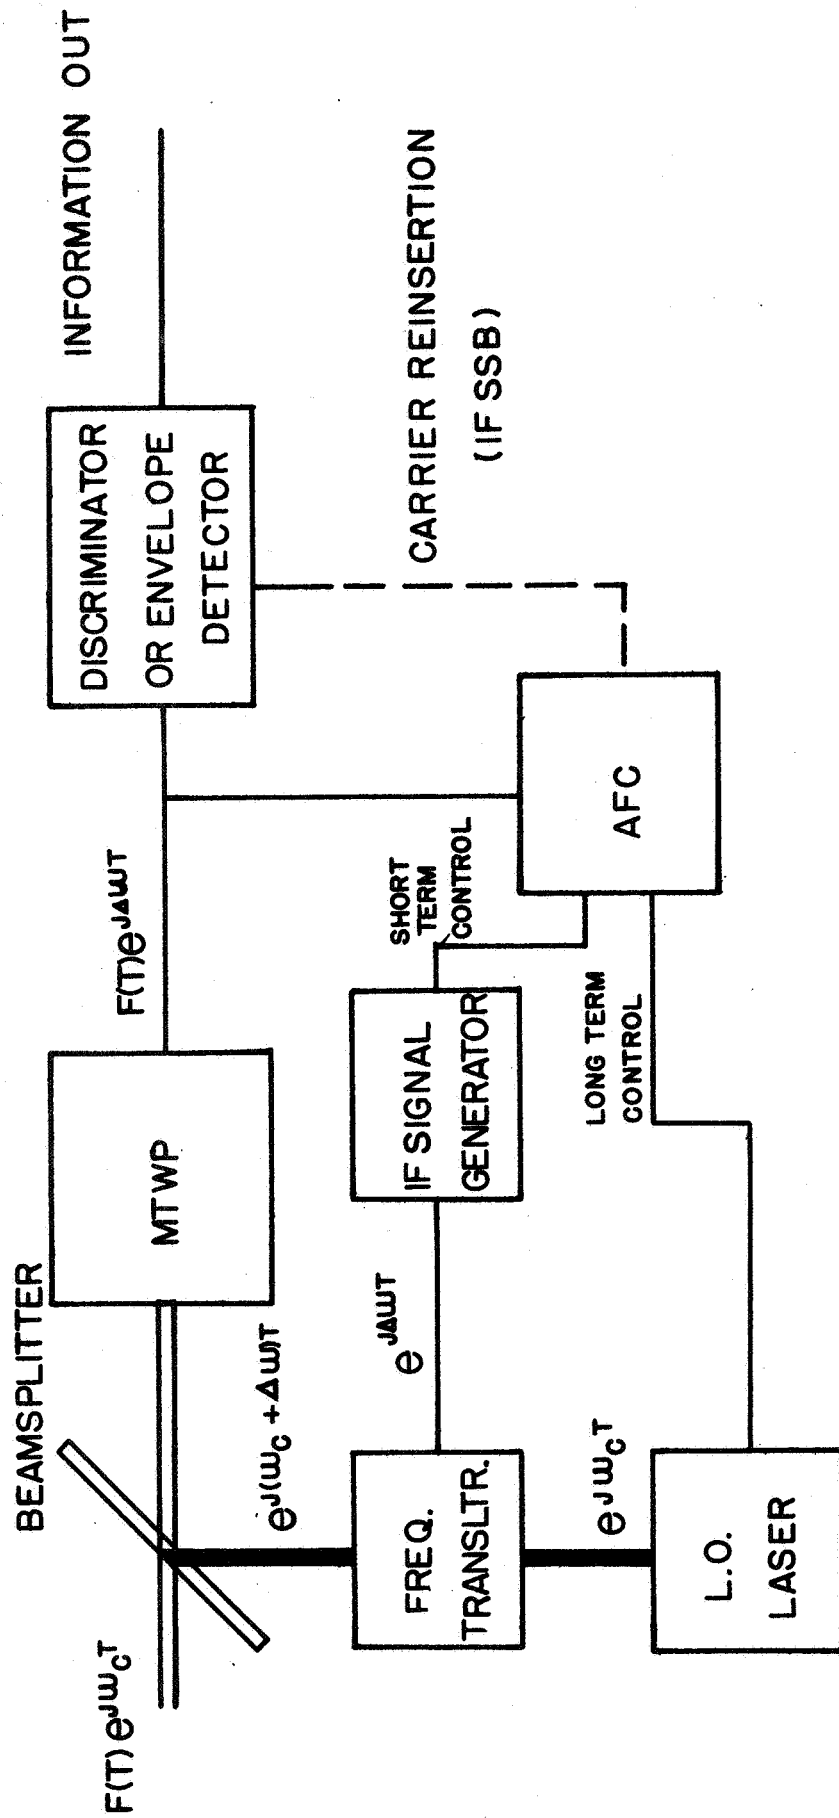 F(T) e^JωcT
BEAMSPLITTER
MTWP
F(T)e^JΔωT
DISCRIMINATOR
OR ENVELOPE
DETECTOR
INFORMATION OUT
e^J(ωc + Δω)T
FREQ.
TRANSLTR.
e^JΔωT
IF SIGNAL
GENERATOR
SHORT
TERM
CONTROL
CARRIER REINSERTION
(IF SSB)
e^JωcT
L.O.
LASER
LONG TERM
CONTROL
AFC